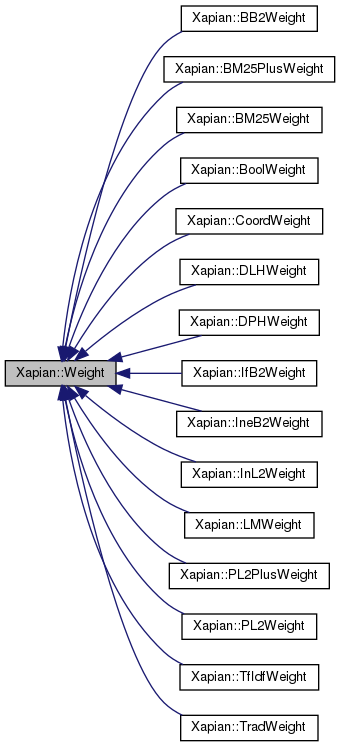 Xapian::BB2Weight
Xapian::BM25PlusWeight
Xapian::BM25Weight
Xapian::BoolWeight
Xapian::CoordWeight
Xapian::DLHWeight
Xapian::DPHWeight
Xapian::Weight
Xapian::IfB2Weight
Xapian::IneB2Weight
Xapian::InL2Weight
Xapian::LMWeight
Xapian::PL2PlusWeight
Xapian::PL2Weight
Xapian::TfIdfWeight
Xapian::TradWeight